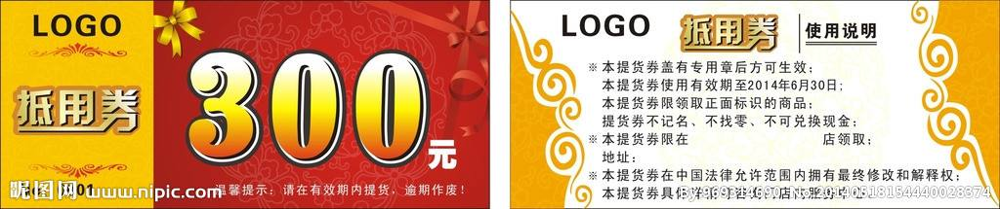 LOGO
抵用券
01
300元
温馨提示：请在有效期内提货，逾期作废！
昵图网 www.nipic.com
LOGO 抵用券 使用说明
※ 本提货券盖有专用章后方可生效；
本提货券使用有效期至2014年6月30日;
本提货券限领取正面标识的商品；
提货券不记名、不找零、不可兑换现金；
※ 本提货券限在 店领取；
地址：
※ 本提货券在中国法律允许范围内拥有最终修改和解释权；
※ 本提货券具体